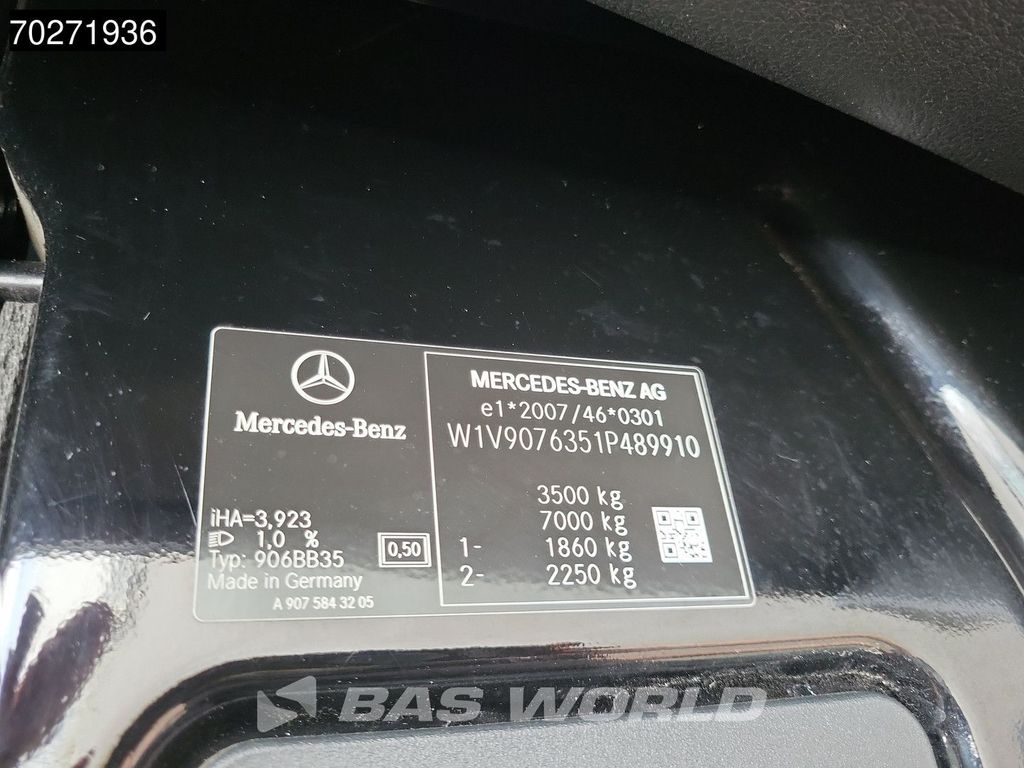 70271936
Mercedes-Benz
iHA=3,923
1,0 %
Typ: 906BB35
Made in Germany
0,50
A 907 584 32 05
MERCEDES-BENZ AG
e1*2007/46*0301
W1V9076351P489910
3500 kg
7000 kg
1- 1860 kg
2- 2250 kg
BAS WORLD